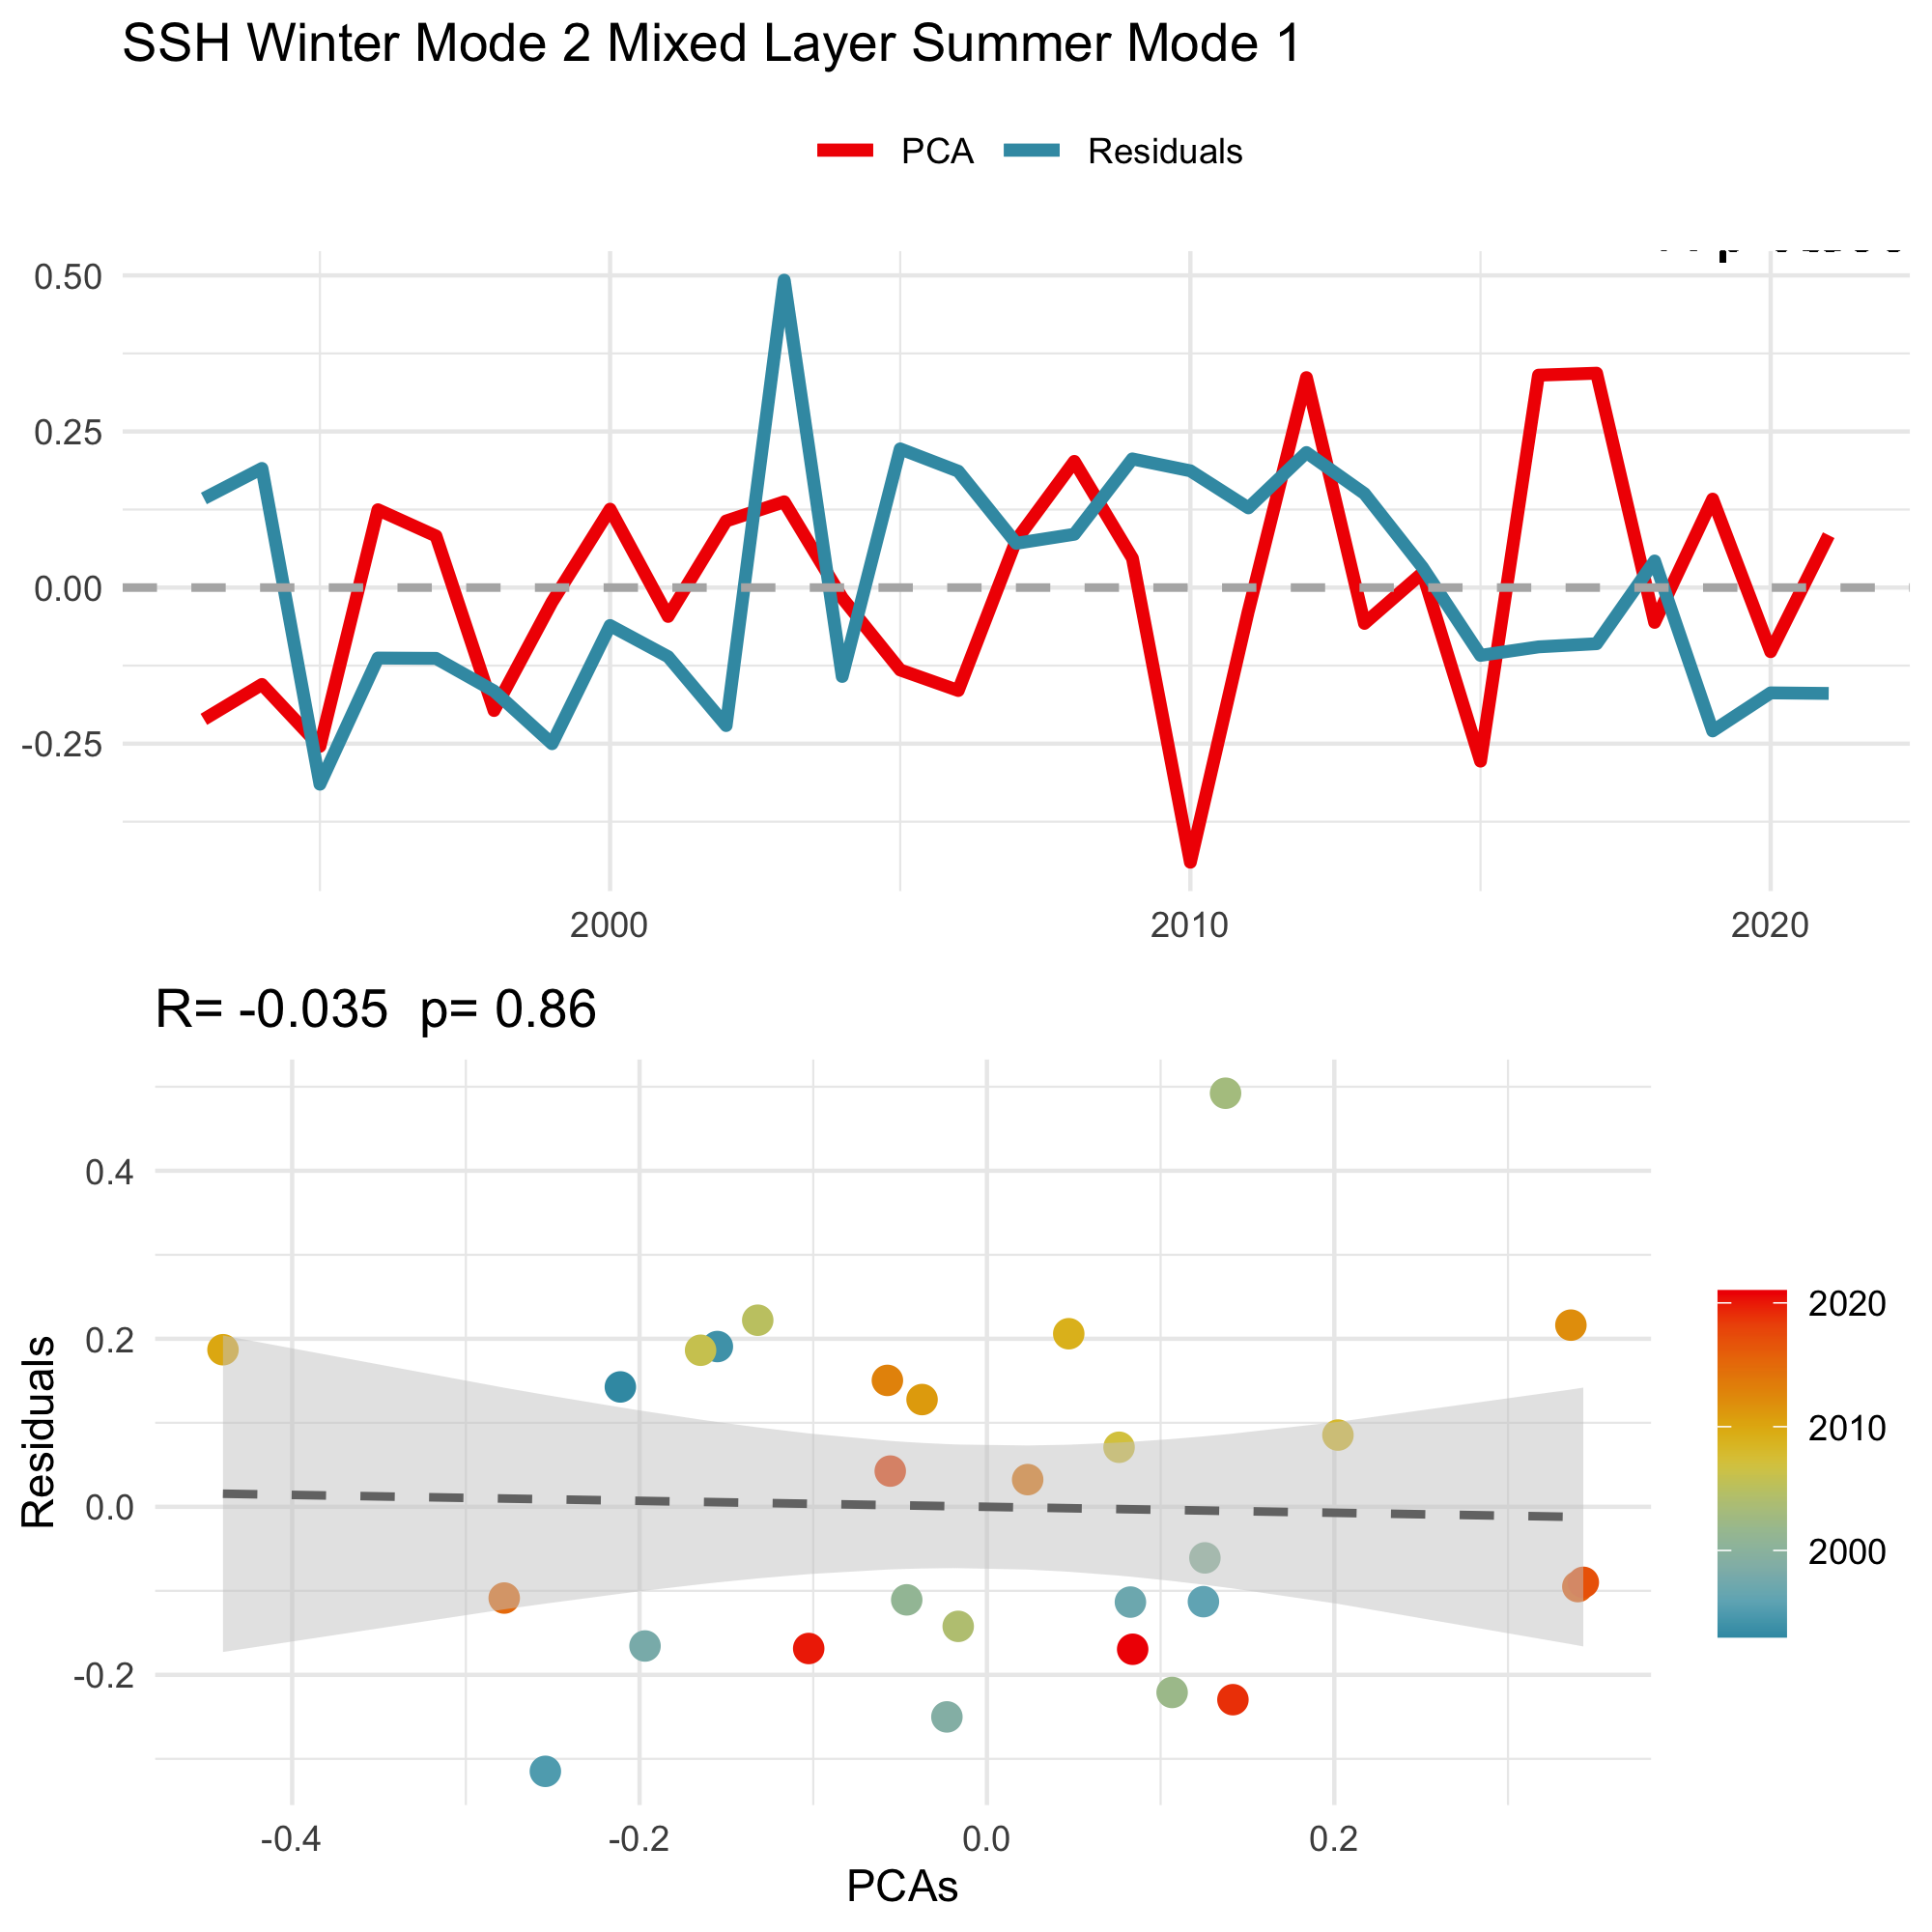 SSH Winter Mode 2 Mixed Layer Summer Mode 1
PCA Residuals
0.50
0.25
0.00
-0.25
2000 2010 2020
R= -0.035 p= 0.86
Residuals
0.4
0.2
0.0
-0.2
-0.4 -0.2 0.0 0.2
PCAs
2020
2010
2000